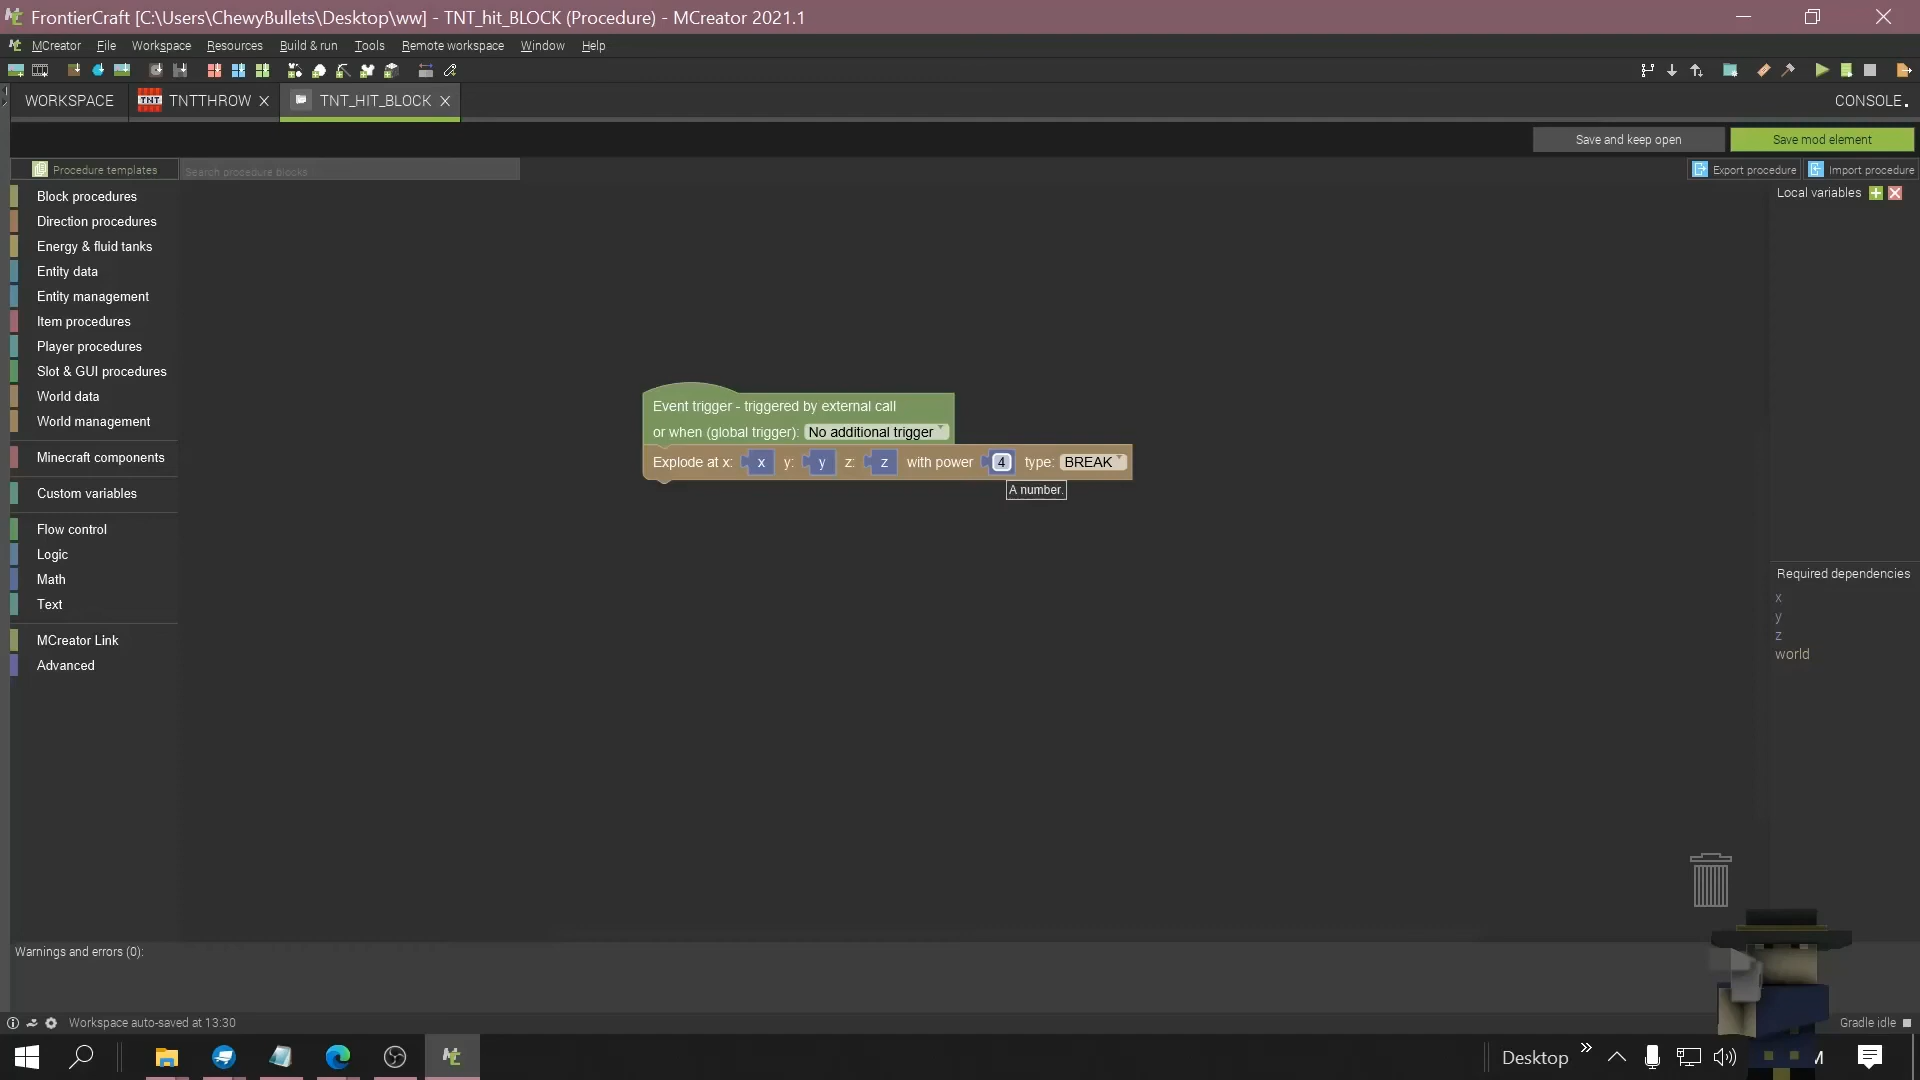 FrontierCraft [C:\Users\ChewyBullets\Desktop\ww] - TNT_hit_BLOCK (Procedure) - MCreator 2021.1
MCreator File Workspace Resources Build & run Tools Remote workspace Window Help
WORKSPACE TNT TNTTHROW TNT_HIT_BLOCK CONSOLE
Save and keep open Save mod element
Procedure templates Search procedure blocks Export procedure Import procedure
Local variables
Block procedures
Direction procedures
Energy & fluid tanks
Entity data
Entity management
Item procedures
Player procedures
Slot & GUI procedures
World data
World management
Minecraft components
Custom variables
Flow control
Logic
Math
Text
MCreator Link
Advanced
Event trigger - triggered by external call
or when (global trigger): No additional trigger
Explode at x: x y: y z: z with power 4 type: BREAK
A number.
Required dependencies
x
y
z
world
Warnings and errors (0):
Workspace auto-saved at 13:30 Gradle idle
Desktop